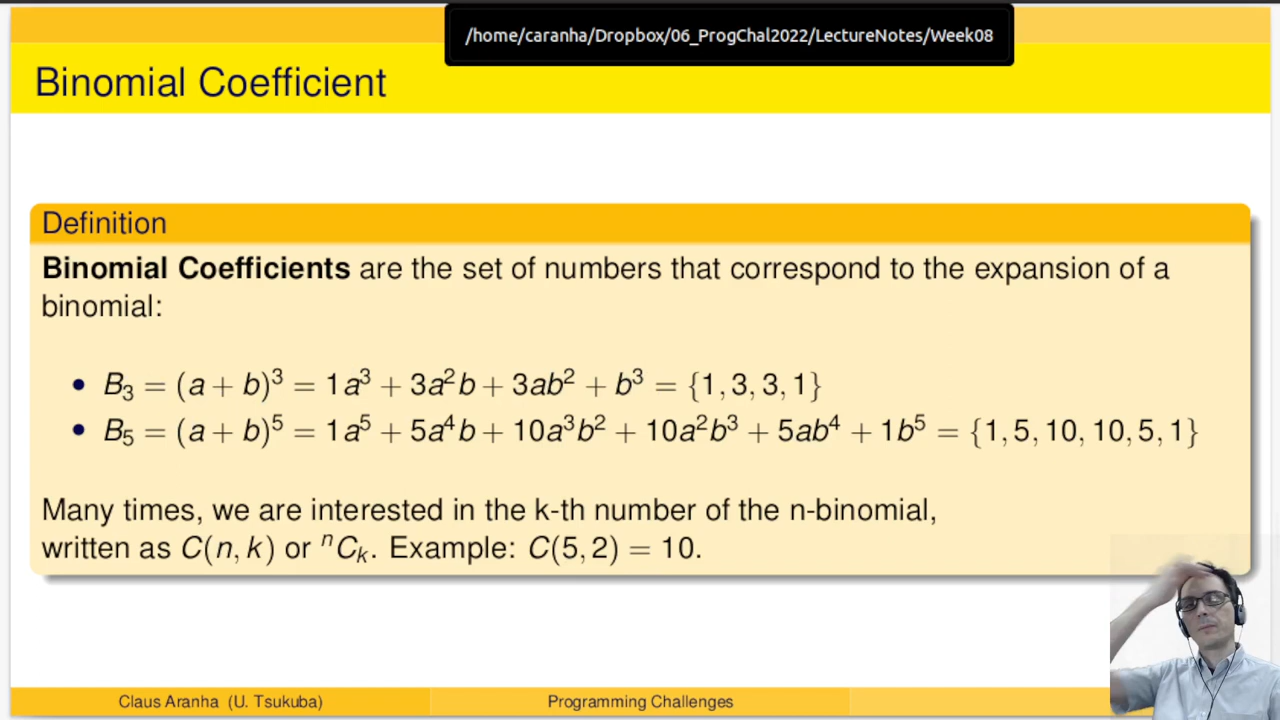 /home/caranha/Dropbox/06_ProgChal2022/LectureNotes/Week08
Binomial Coefficient
Definition
Binomial Coefficients are the set of numbers that correspond to the expansion of a
binomial:
• B₃ = (a + b)³ = 1a³ + 3a²b + 3ab² + b³ = {1, 3, 3, 1}
• B₅ = (a + b)⁵ = 1a⁵ + 5a⁴b + 10a³b² + 10a²b³ + 5ab⁴ + 1b⁵ = {1, 5, 10, 10, 5, 1}
Many times, we are interested in the k-th number of the n-binomial,
written as C(n, k) or ⁿCₖ. Example: C(5, 2) = 10.
Claus Aranha (U. Tsukuba)
Programming Challenges